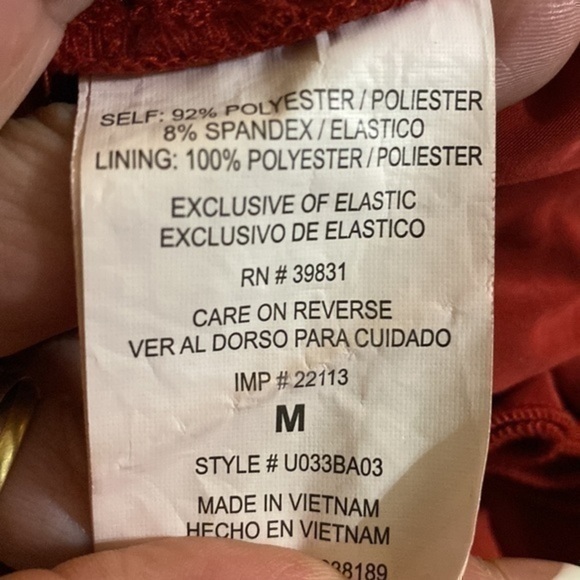 SELF: 92% POLYESTER / POLIESTER
8% SPANDEX / ELASTICO
LINING: 100% POLYESTER / POLIESTER
EXCLUSIVE OF ELASTIC
EXCLUSIVO DE ELASTICO
RN # 39831
CARE ON REVERSE
VER AL DORSO PARA CUIDADO
IMP # 22113
M
STYLE # U033BA03
MADE IN VIETNAM
HECHO EN VIETNAM